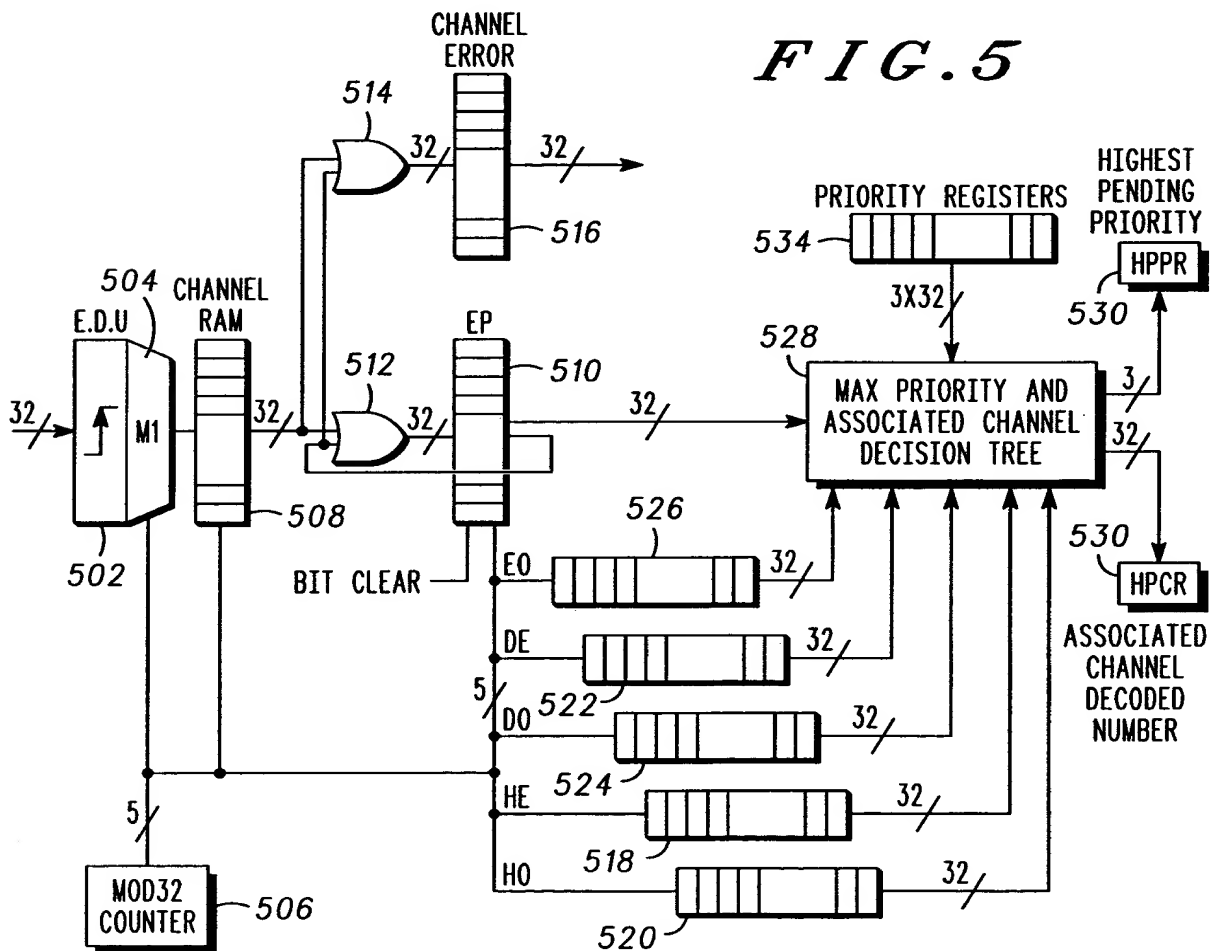 CHANNEL
ERROR
FIG.5
514
32
32
516
HIGHEST
PENDING
PRIORITY
PRIORITY REGISTERS
534
HPPR
530
3X32
504
CHANNEL
RAM
E.D.U
EP
510
512
528
32
M1
32
32
32
MAX PRIORITY AND
ASSOCIATED CHANNEL
DECISION TREE
3
32
502
508
BIT CLEAR
EO
526
32
530
HPCR
ASSOCIATED
CHANNEL
DECODED
NUMBER
DE
32
522
5
DO
32
524
HE
32
518
5
HO
32
520
MOD32
COUNTER
506